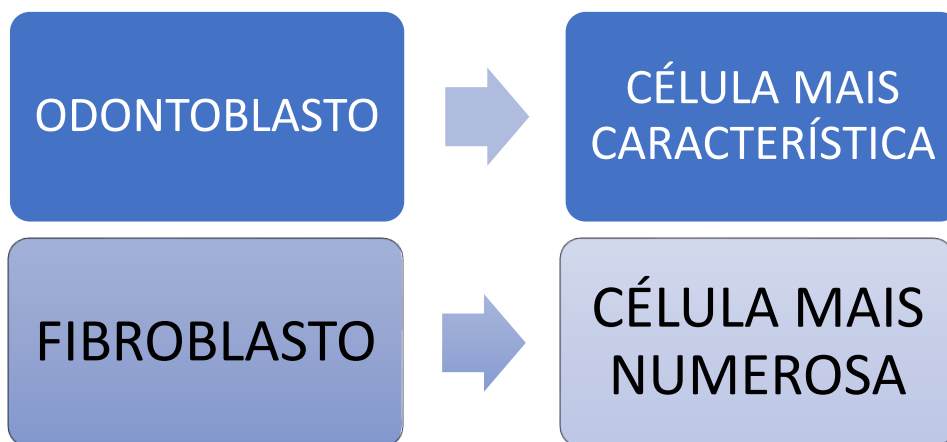 ODONTOBLASTO
CÉLULA MAIS
CARACTERÍSTICA
FIBROBLASTO
CÉLULA MAIS
NUMEROSA